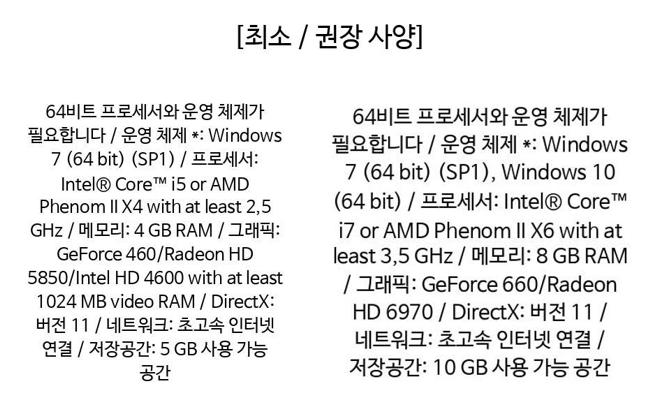 [최소 / 권장 사양]
64비트 프로세서와 운영 체제가
필요합니다 / 운영 체제 *: Windows
7 (64 bit) (SP1) / 프로세서:
Intel® Core™ i5 or AMD
Phenom II X4 with at least 2,5
GHz / 메모리: 4 GB RAM / 그래픽:
GeForce 460/Radeon HD
5850/Intel HD 4600 with at least
1024 MB video RAM / DirectX:
버전 11 / 네트워크: 초고속 인터넷
연결 / 저장공간: 5 GB 사용 가능
공간
64비트 프로세서와 운영 체제가
필요합니다 / 운영 체제 *: Windows
7 (64 bit) (SP1), Windows 10
(64 bit) / 프로세서: Intel® Core™
i7 or AMD Phenom II X6 with at
least 3,5 GHz / 메모리: 8 GB RAM
/ 그래픽: GeForce 660/Radeon
HD 6970 / DirectX: 버전 11 /
네트워크: 초고속 인터넷 연결 /
저장공간: 10 GB 사용 가능 공간